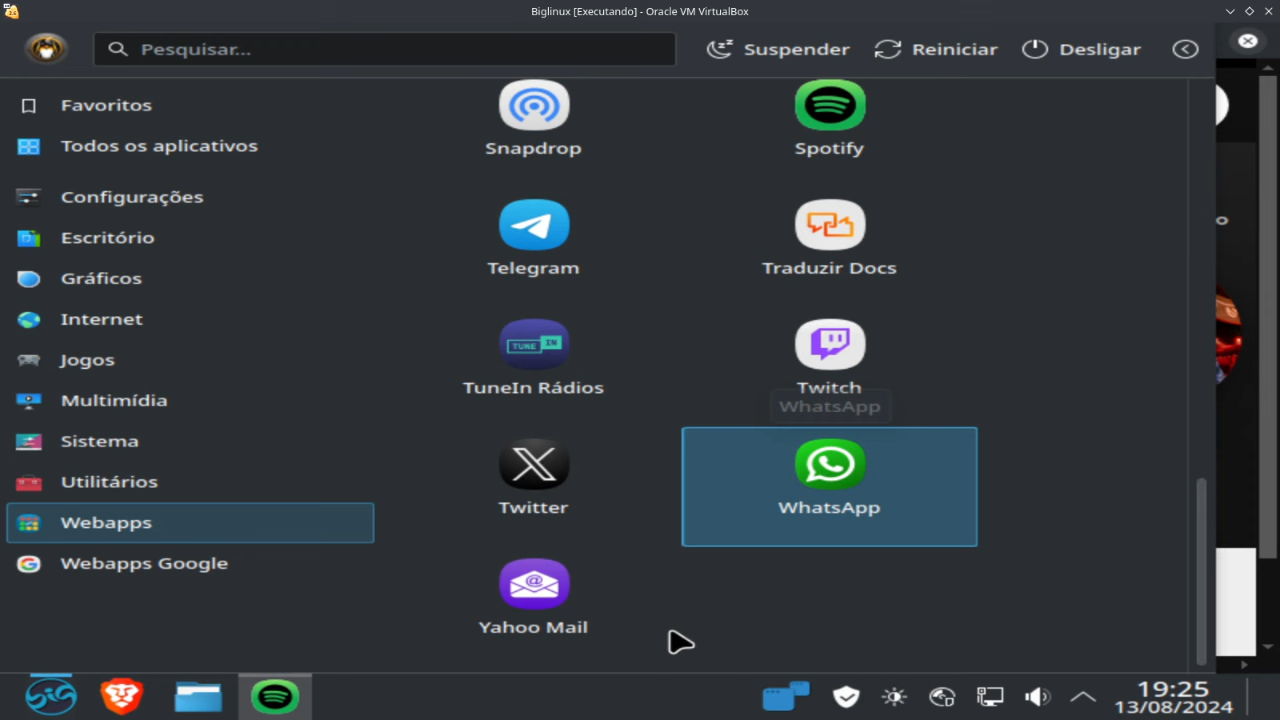 Biglinux [Executando] - Oracle VM VirtualBox
Pesquisar...
Suspender
Reiniciar
Desligar
Favoritos
Todos os aplicativos
Configurações
Escritório
Gráficos
Internet
Jogos
Multimídia
Sistema
Utilitários
Webapps
Webapps Google
Snapdrop
Spotify
Telegram
Traduzir Docs
TUNE IN
TuneIn Rádios
Twitch
WhatsApp
Twitter
WhatsApp
Yahoo Mail
19:25
13/08/2024